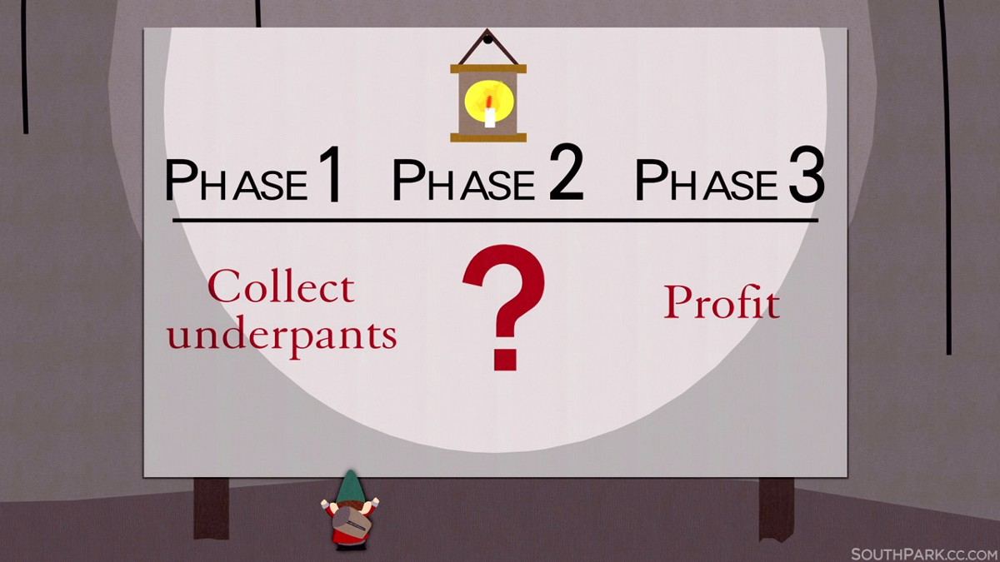 Phase 1 Phase 2 Phase 3
Collect
underpants
?
Profit
SouthPark.cc.com